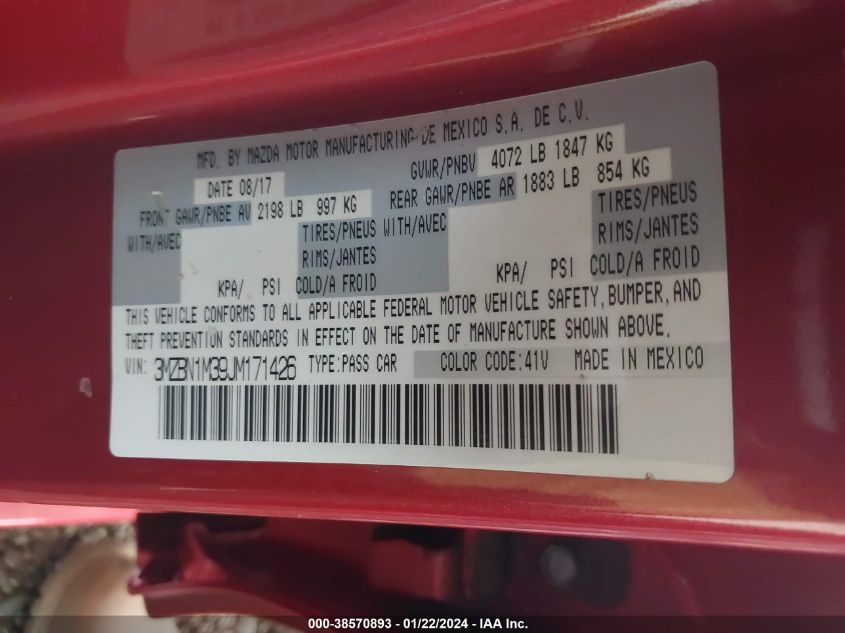 MFD. BY MAZDA MOTOR MANUFACTURING DE MEXICO S.A. DE C.V.
DATE 08/17 GVWR/PNBV 4072 LB 1847 KG
FRONT GAWR/PNBE AV 2198 LB 997 KG REAR GAWR/PNBE AR 1883 LB 854 KG
WITH/AVEC TIRES/PNEUS WITH/AVEC TIRES/PNEUS
RIMS/JANTES RIMS/JANTES
KPA/ PSI COLD/A FROID KPA/ PSI COLD/A FROID
THIS VEHICLE CONFORMS TO ALL APPLICABLE FEDERAL MOTOR VEHICLE SAFETY, BUMPER, AND
THEFT PREVENTION STANDARDS IN EFFECT ON THE DATE OF MANUFACTURE SHOWN ABOVE.
VIN: 3MZBN1M39JM171426 TYPE:PASS CAR COLOR CODE:41V MADE IN MEXICO
000-38570893 - 01/22/2024 - IAA Inc.